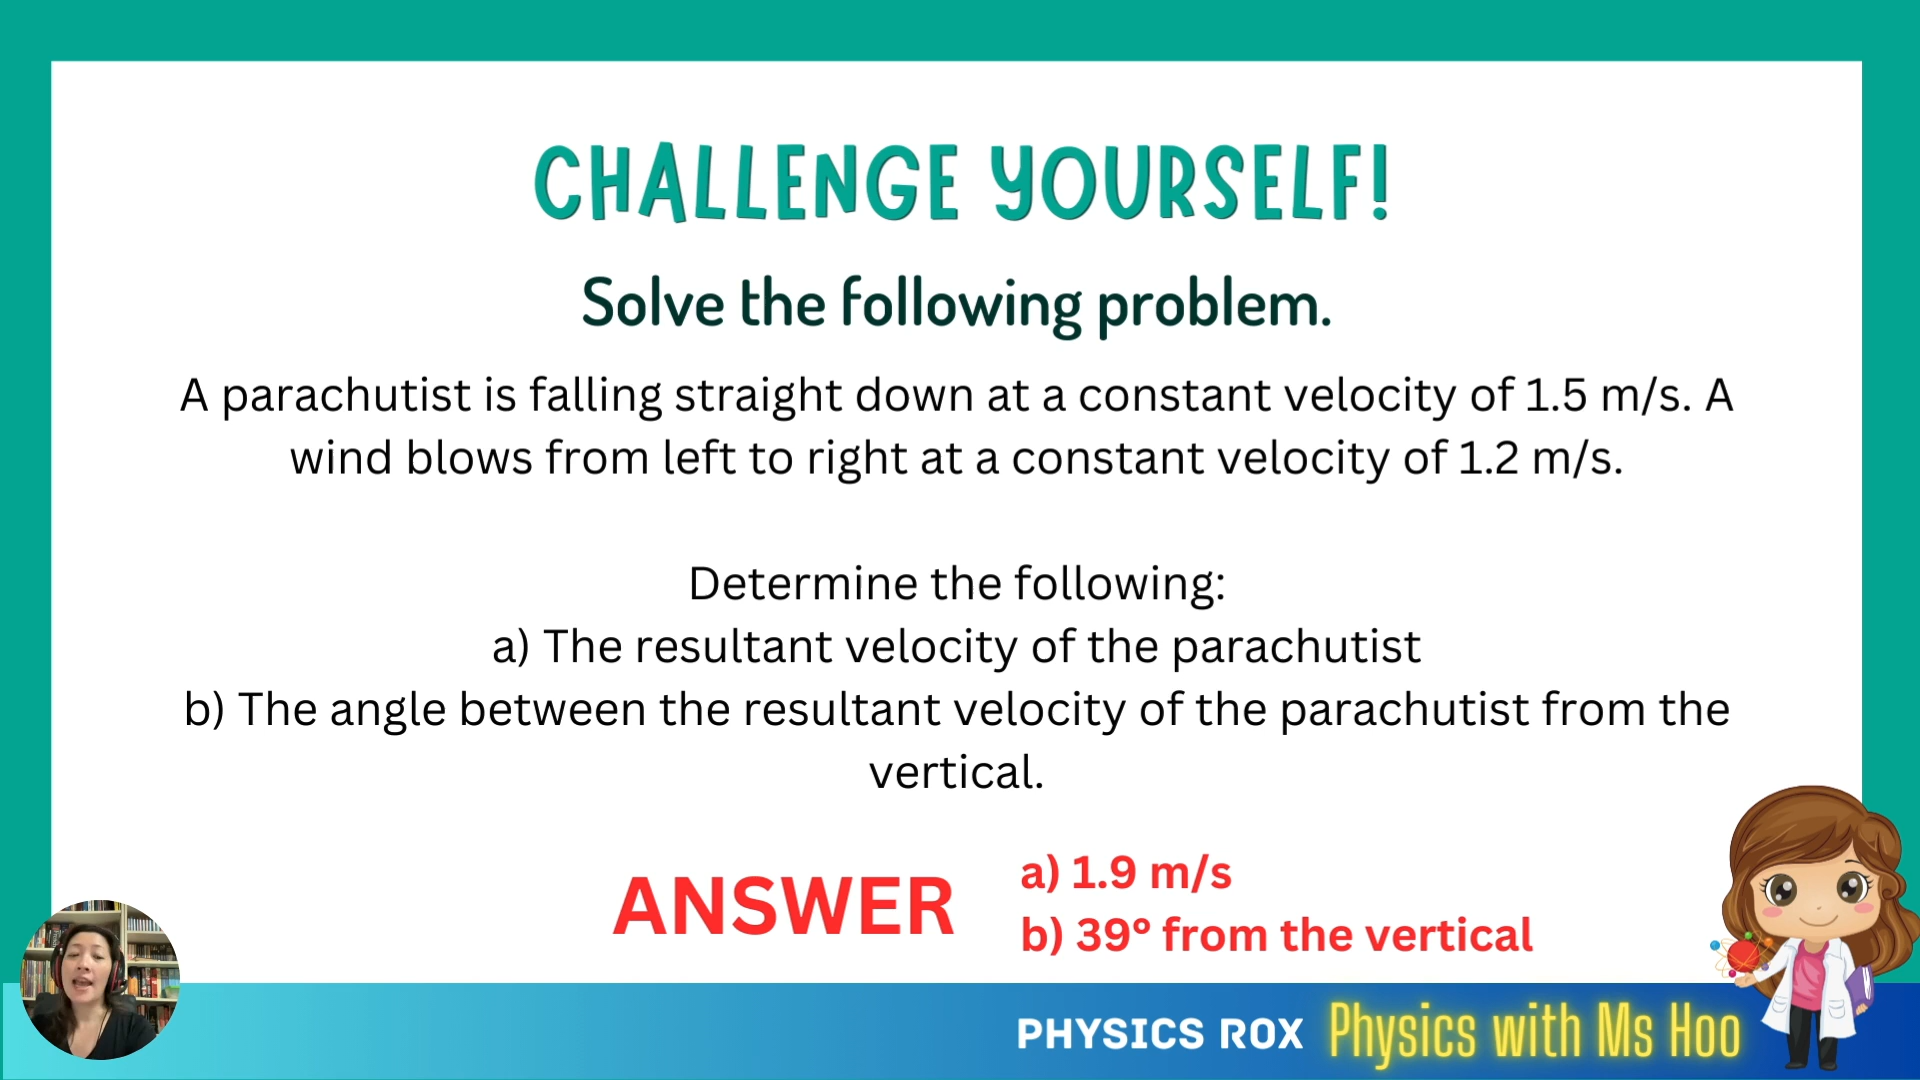 CHALLENGE YOURSELF!
Solve the following problem.
A parachutist is falling straight down at a constant velocity of 1.5 m/s. A
wind blows from left to right at a constant velocity of 1.2 m/s.
Determine the following:
a) The resultant velocity of the parachutist
b) The angle between the resultant velocity of the parachutist from the
vertical.
ANSWER
a) 1.9 m/s
b) 39° from the vertical
PHYSICS ROX Physics with Ms Hoo